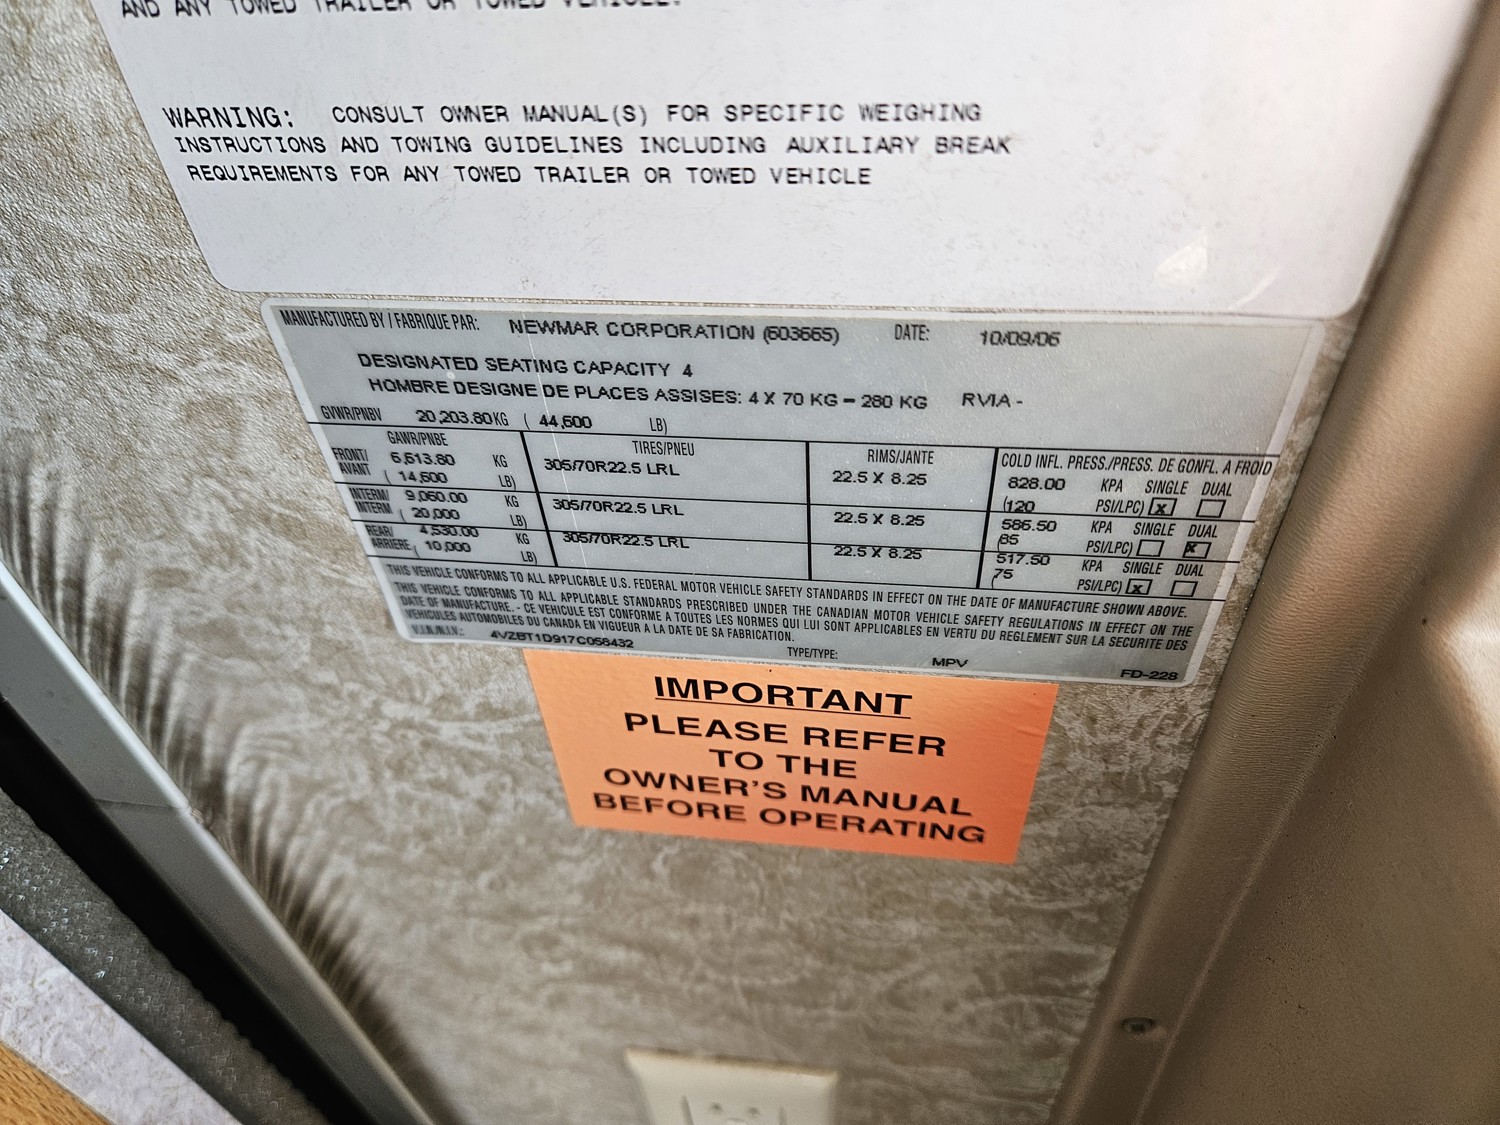 AND ANY TOWED TRAILER OR TOWED VEHICLE.
WARNING: CONSULT OWNER MANUAL(S) FOR SPECIFIC WEIGHING
INSTRUCTIONS AND TOWING GUIDELINES INCLUDING AUXILIARY BREAK
REQUIREMENTS FOR ANY TOWED TRAILER OR TOWED VEHICLE
MANUFACTURED BY / FABRIQUE PAR: NEWMAR CORPORATION (603665) DATE: 10/09/06
DESIGNATED SEATING CAPACITY 4
HOMBRE DESIGNE DE PLACES ASSISES: 4 X 70 KG = 280 KG RVIA -
GVWR/PNBV 20,203.80 KG ( 44,600 LB)
GAWR/PNBE TIRES/PNEU RIMS/JANTE COLD INFL. PRESS./PRESS. DE GONFL. A FROID
FRONT/ 6,613.80 KG 305/70R22.5 LRL 22.5 X 8.25 828.00 KPA SINGLE DUAL
AVANT ( 14,600 LB) (120 PSI/LPC) X
INTERM/ 9,060.00 KG 305/70R22.5 LRL 22.5 X 8.25 586.50 KPA SINGLE DUAL
INTERM ( 20,000 LB) (85 PSI/LPC) X
REAR/ 4,530.00 KG 305/70R22.5 LRL 22.5 X 8.25 517.50 KPA SINGLE DUAL
ARRIERE ( 10,000 LB) (75 PSI/LPC) X
THIS VEHICLE CONFORMS TO ALL APPLICABLE U.S. FEDERAL MOTOR VEHICLE SAFETY STANDARDS IN EFFECT ON THE DATE OF MANUFACTURE SHOWN ABOVE.
THIS VEHICLE CONFORMS TO ALL APPLICABLE STANDARDS PRESCRIBED UNDER THE CANADIAN MOTOR VEHICLE SAFETY REGULATIONS IN EFFECT ON THE
DATE OF MANUFACTURE. - CE VEHICULE EST CONFORME A TOUTES LES NORMES QUI LUI SONT APPLICABLES EN VERTU DU REGLEMENT SUR LA SECURITE DES
VEHICULES AUTOMOBILES DU CANADA EN VIGUEUR A LA DATE DE SA FABRICATION.
V.I.N./N.I.V.: 4VZBT1D917C058432 TYPE/TYPE: MPV FD-228
IMPORTANT
PLEASE REFER
TO THE
OWNER'S MANUAL
BEFORE OPERATING